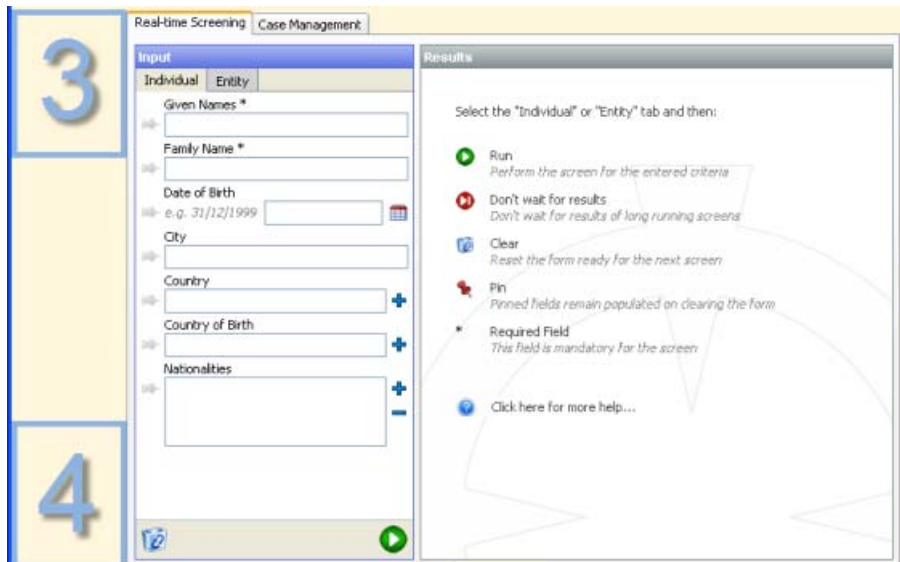 3
Real-time Screening Case Management
Input
Individual Entity
Given Names *
Family Name *
Date of Birth
e.g. 31/12/1999
City
Country
Country of Birth
Nationalities
4
Results
Select the "Individual" or "Entity" tab and then:
Run
Perform the screen for the entered criteria
Don't wait for results
Don't wait for results of long running screens
Clear
Reset the form ready for the next screen
Pin
Pinned fields remain populated on clearing the form
* Required Field
This field is mandatory for the screen
Click here for more help...